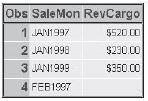 Obs SaleMon RevCargo
1 JAN1997 $520.00
2 JAN1998 $230.00
3 JAN1999 $350.00
4 FEB1997